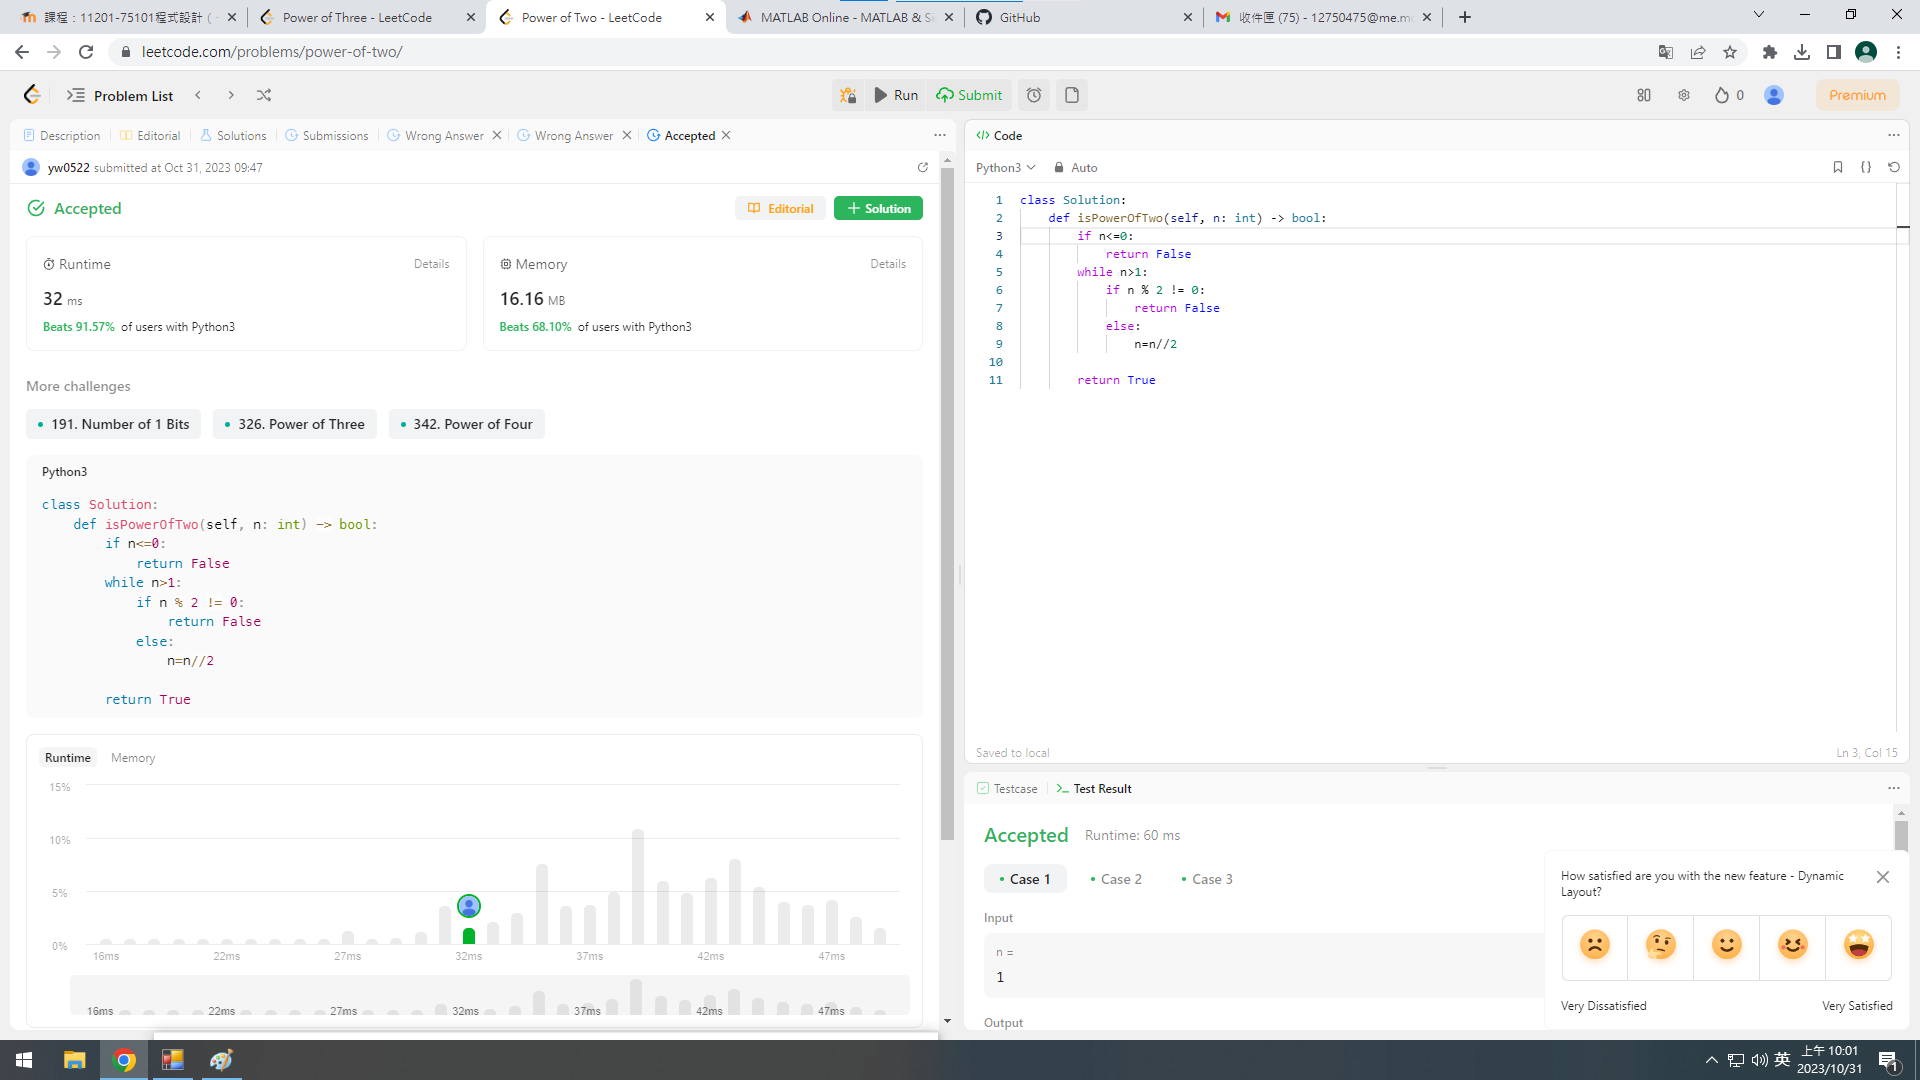 課程：11201-75101程式設計 (
Power of Three - LeetCode
Power of Two - LeetCode
MATLAB Online - MATLAB & Si
GitHub
收件匣 (75) - 12750475@me.m
leetcode.com/problems/power-of-two/
Problem List
Run
Submit
0
Premium
Description
Editorial
Solutions
Submissions
Wrong Answer
Wrong Answer
Accepted
yw0522 submitted at Oct 31, 2023 09:47
Accepted
Editorial
Solution
Runtime
Details
32 ms
Beats 91.57% of users with Python3
Memory
Details
16.16 MB
Beats 68.10% of users with Python3
More challenges
191. Number of 1 Bits
326. Power of Three
342. Power of Four
Python3
class Solution:
    def isPowerOfTwo(self, n: int) -> bool:
        if n<=0:
            return False
        while n>1:
            if n % 2 != 0:
                return False
            else:
                n=n//2
        return True
Runtime
Memory
15%
10%
5%
0%
16ms 22ms 27ms 32ms 37ms 42ms 47ms
16ms 22ms 27ms 32ms 37ms 42ms 47ms
Code
Python3
Auto
1 class Solution:
2     def isPowerOfTwo(self, n: int) -> bool:
3         if n<=0:
4             return False
5         while n>1:
6             if n % 2 != 0:
7                 return False
8             else:
9                 n=n//2
10
11         return True
Saved to local
Ln 3, Col 15
Testcase
Test Result
Accepted
Runtime: 60 ms
Case 1
Case 2
Case 3
Input
n =
1
Output
How satisfied are you with the new feature - Dynamic
Layout?
Very Dissatisfied
Very Satisfied
英
上午 10:01
2023/10/31
1